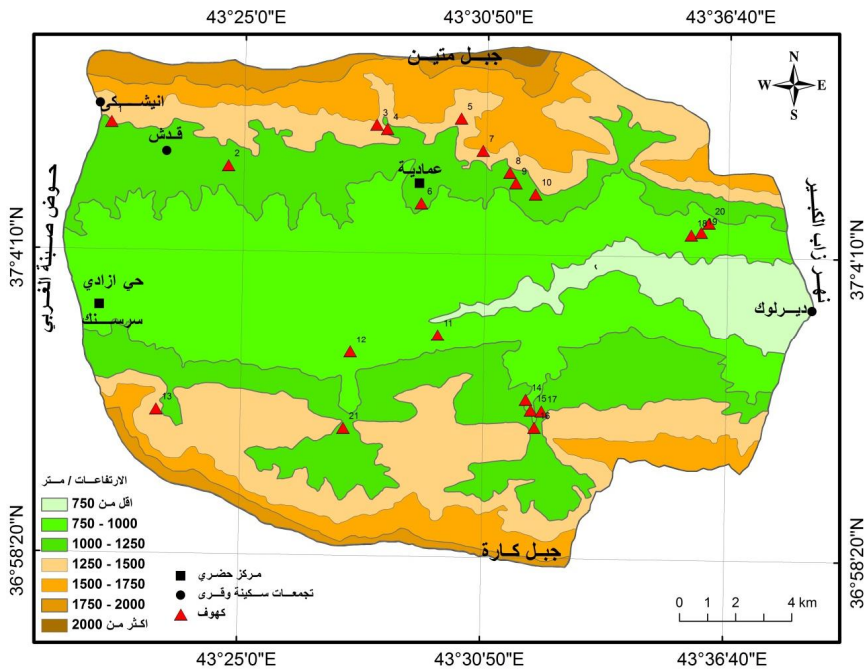 43°25'0"E 43°30'50"E 43°36'40"E
جبل متين
N
W E
S
انيشكى
1
قدش
2
3
4
5
7
8
9
10
عمادية
6
20
19
18
37°4'10"N
37°4'10"N
حوض صبنة الغربي
نهر زاب الكبير
حي ازادي
سرسنك
ديرلوك
11
12
13
14
15
17
16
21
الارتفاعات / متر
اقل من 750
750 - 1000
1000 - 1250
1250 - 1500
1500 - 1750
1750 - 2000
اكثر من 2000
مركز حضري
تجمعات سكينة وقرى
كهوف
جبل كارة
36°58'20"N
36°58'20"N
0 1 2 4 km
43°25'0"E 43°30'50"E 43°36'40"E